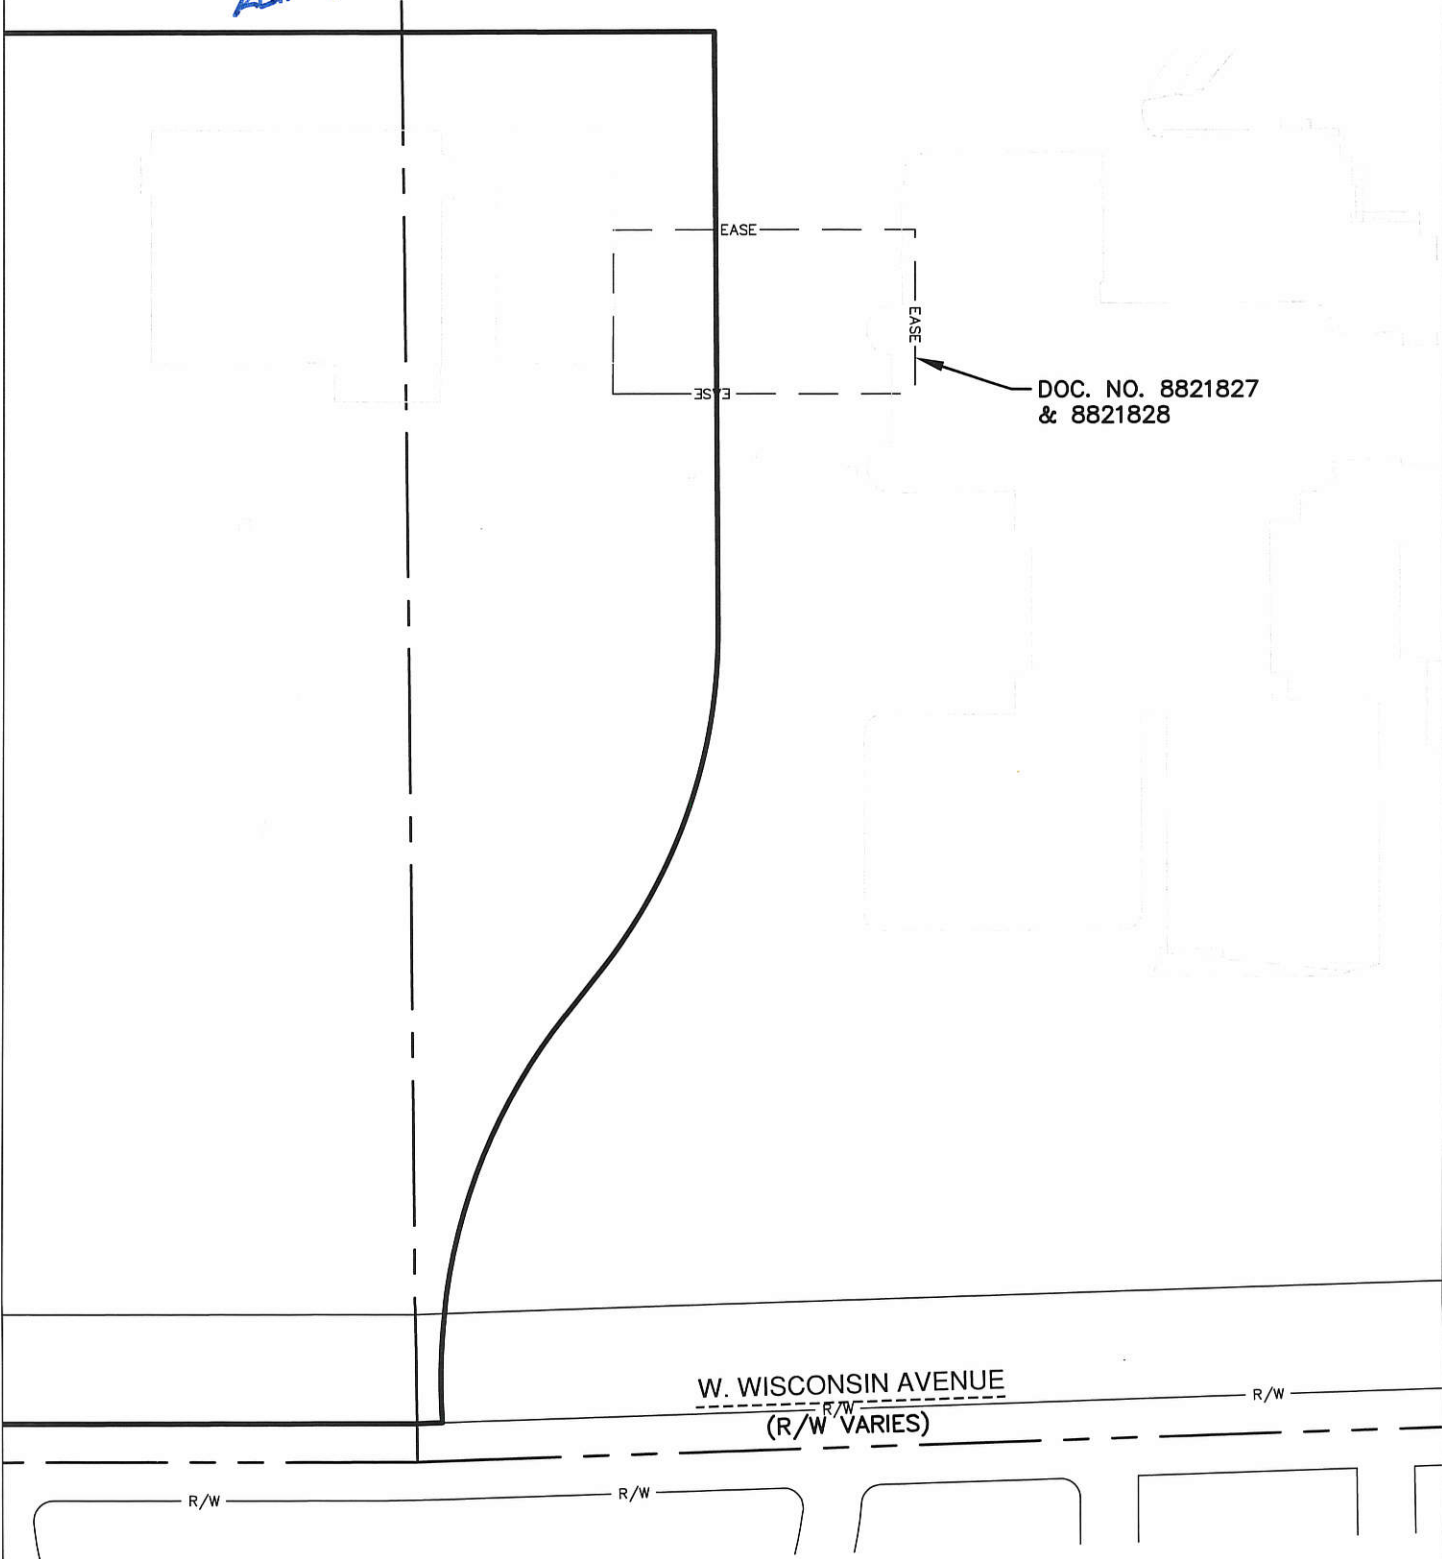 EASE
EASE
EASE
DOC. NO. 8821827
& 8821828
W. WISCONSIN AVENUE
R/W
(R/W VARIES)
R/W
R/W
R/W